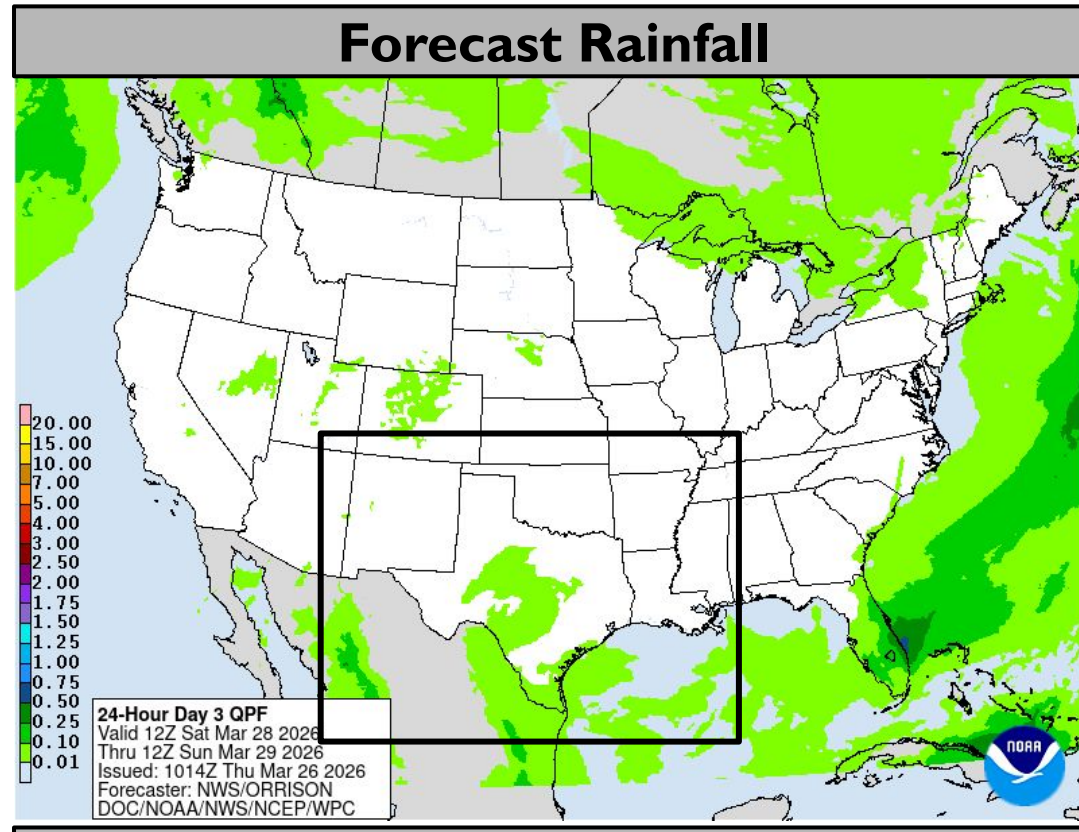 Forecast Rainfall
20.00
15.00
10.00
7.00
5.00
4.00
3.00
2.50
2.00
1.75
1.50
1.25
1.00
0.75
0.50
0.25
0.10
0.01
24-Hour Day 3 QPF
Valid 12Z Sat Mar 28 2026
Thru 12Z Sun Mar 29 2026
Issued: 1014Z Thu Mar 26 2026
Forecaster: NWS/ORRISON
DOC/NOAA/NWS/NCEP/WPC
NOAA